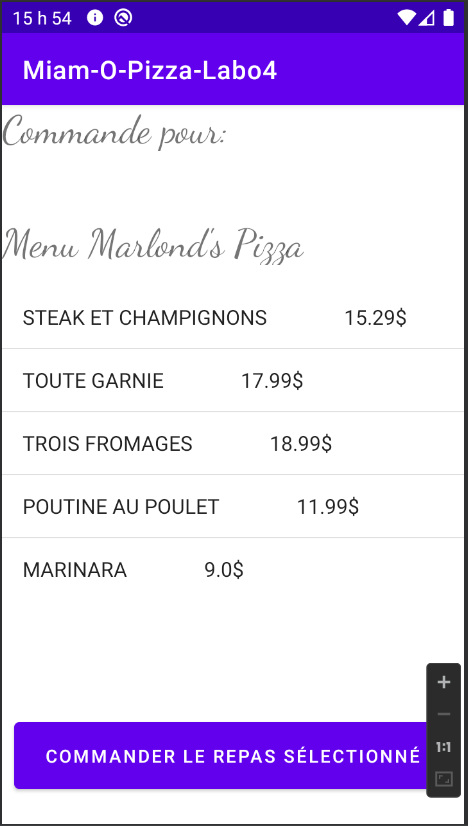 15 h 54
Miam-O-Pizza-Labo4
Commande pour:
Menu Marlond's Pizza
STEAK ET CHAMPIGNONS 15.29$
TOUTE GARNIE 17.99$
TROIS FROMAGES 18.99$
POUTINE AU POULET 11.99$
MARINARA 9.0$
1:1
COMMANDER LE REPAS SÉLECTIONNÉ